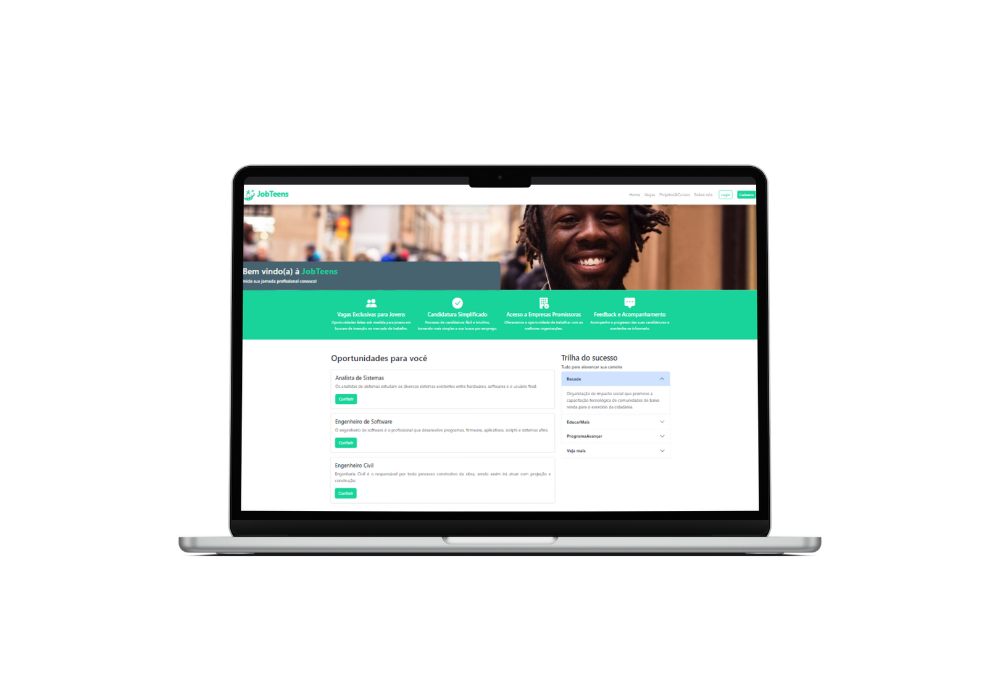 JobTeens
Home Vagas Projetos&Cursos Sobre nós Login Cadastro
Bem vindo(a) à JobTeens
Inicie sua jornada profissional conosco!
Vagas Exclusivas para Jovens
Oportunidades feitas sob medida para jovens em
buscam de inserção no mercado de trabalho.
Candidatura Simplificado
Processo de candidatura fácil e intuitivo,
tornando mais simples a sua busca por emprego.
Acesso a Empresas Promissoras
Oferecemos a oportunidade de trabalhar com as
melhores organizações.
Feedback e Acompanhamento
Acompanhe o progresso das suas candidaturas e
mantenha-se informado.
Oportunidades para você
Analista de Sistemas
Os analistas de sistemas estudam os diversos sistemas existentes entre hardwares, softwares e o usuário final.
Conferir
Engenheiro de Software
O engenheiro de software é o profissional que desenvolve programas, firmware, aplicativos, scripts e sistemas afins.
Conferir
Engenheiro Civil
Engenharia Civil é o responsável por todo processo construtivo da obra, sendo assim irá atuar com projeção e
construção.
Conferir
Trilha do sucesso
Tudo para alavancar sua carreira
Recode
Organização de impacto social que promove a
capacitação tecnológica de comunidades de baixa
renda para o exercício da cidadania.
EducarMais
ProgramaAvançar
Veja mais